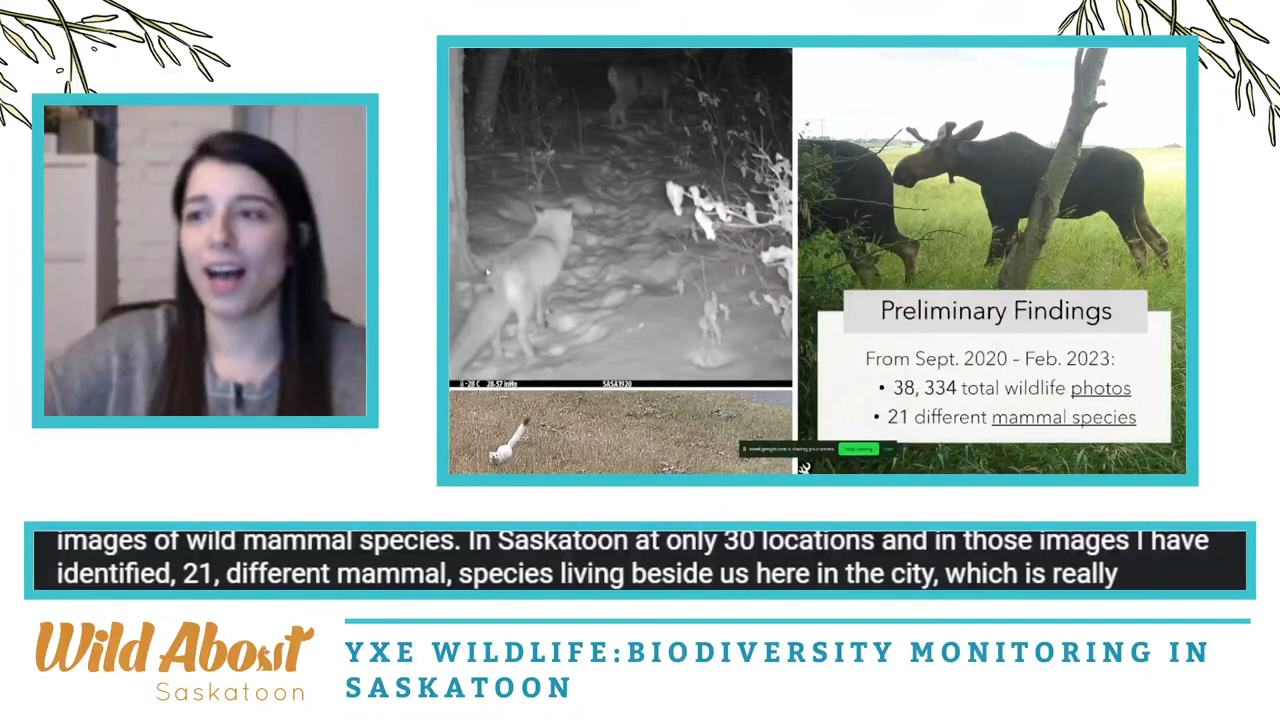 Preliminary Findings
From Sept. 2020 - Feb. 2023:
• 38, 334 total wildlife photos
• 21 different mammal species
SASA1920
images of wild mammal species. In Saskatoon at only 30 locations and in those images I have
identified, 21, different mammal, species living beside us here in the city, which is really
Wild About
Saskatoon
YXE WILDLIFE:BIODIVERSITY MONITORING IN
SASKATOON